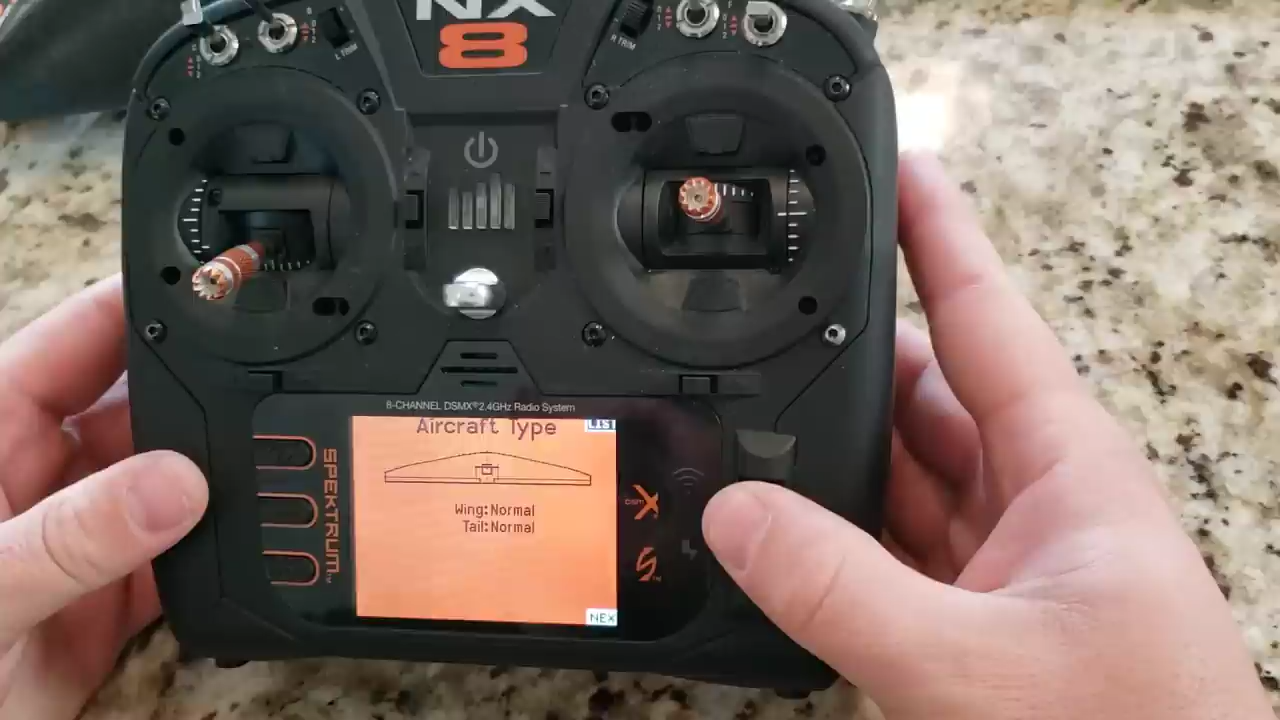 NX
8
L TRIM
R TRIM
8-CHANNEL DSMX® 2.4GHz Radio System
Aircraft Type
LIST
Wing:Normal
Tail:Normal
NEX
SPEKTRUM
DSM X